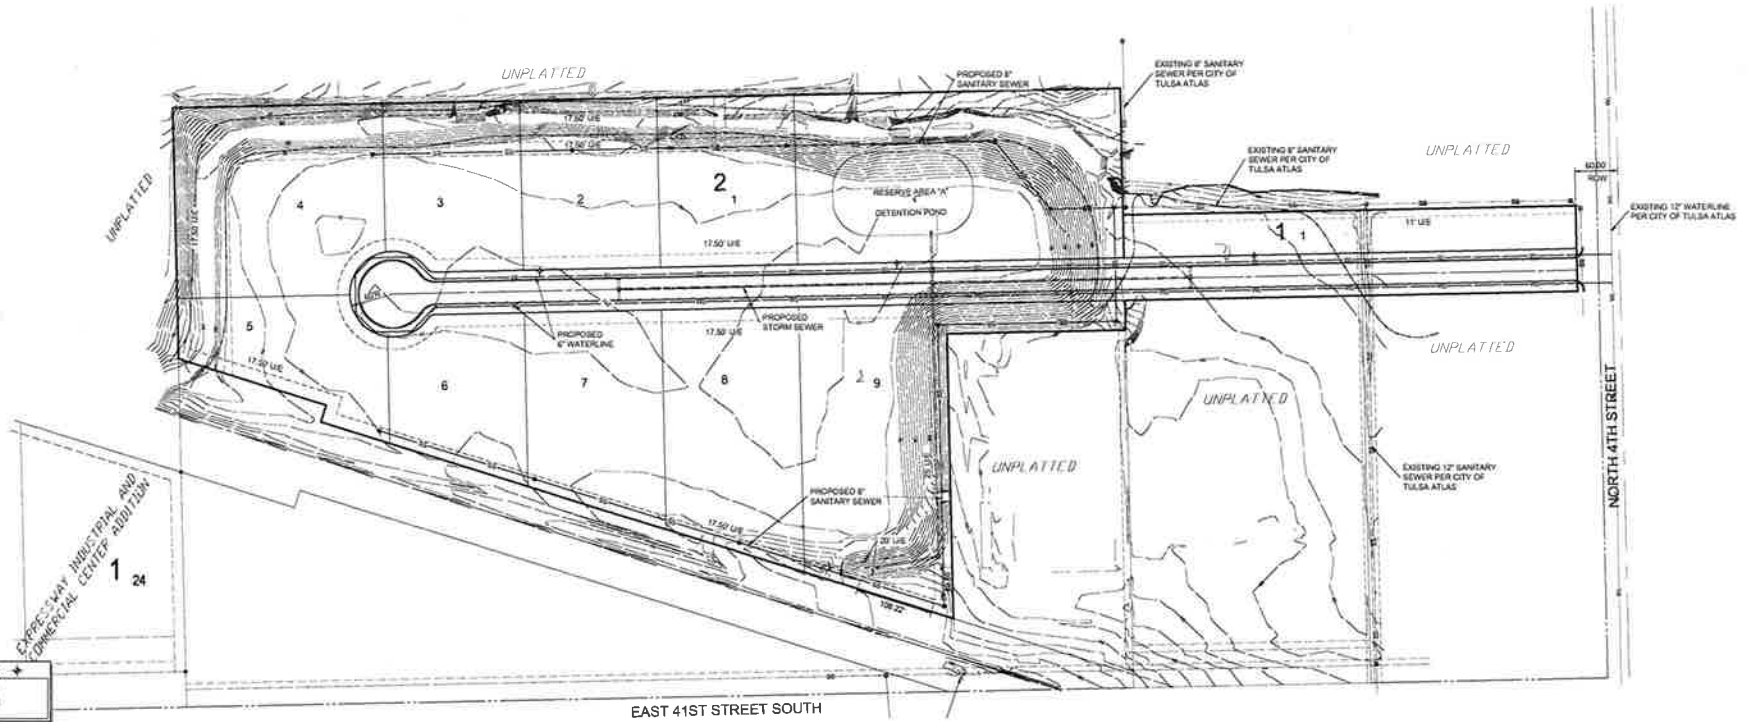 UNPLATTED
PROPOSED 8"
SANITARY SEWER
EXISTING 8" SANITARY
SEWER PER CITY OF
TULSA ATLAS
17.50' U/E
17.50' U/E
EXISTING 8" SANITARY
SEWER PER CITY OF
TULSA ATLAS
UNPLATTED
60.00
ROW
UNPLATTED
17.50' U/E
4
3
2
2
1
RESERVE AREA "A"
DETENTION POND
EXISTING 12" WATERLINE
PER CITY OF TULSA ATLAS
11' U/E
1
1
17.50' U/E
5
PROPOSED
6" WATERLINE
PROPOSED
STORM SEWER
17.50' U/E
17.50' U/E
6
7
8
2
9
UNPLATTED
UNPLATTED
UNPLATTED
NORTH 4TH STREET
EXISTING 12" SANITARY
SEWER PER CITY OF
TULSA ATLAS
25' U/E
PROPOSED 8"
SANITARY SEWER
17.50' U/E
20' U/E
108.22'
EXPRESSWAY INDUSTRIAL AND
COMMERCIAL CENTER ADDITION
1
24
EAST 41ST STREET SOUTH